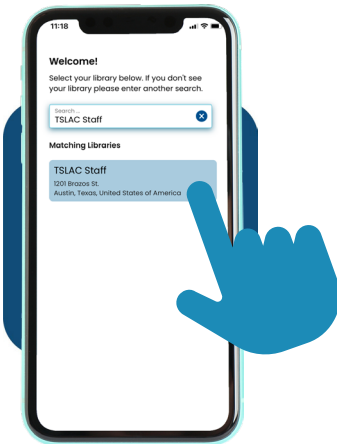 11:18
Welcome!
Select your library below. If you don't see
your library please enter another search.
Search...
TSLAC Staff
Matching Libraries
TSLAC Staff
1201 Brazos St.
Austin, Texas, United States of America